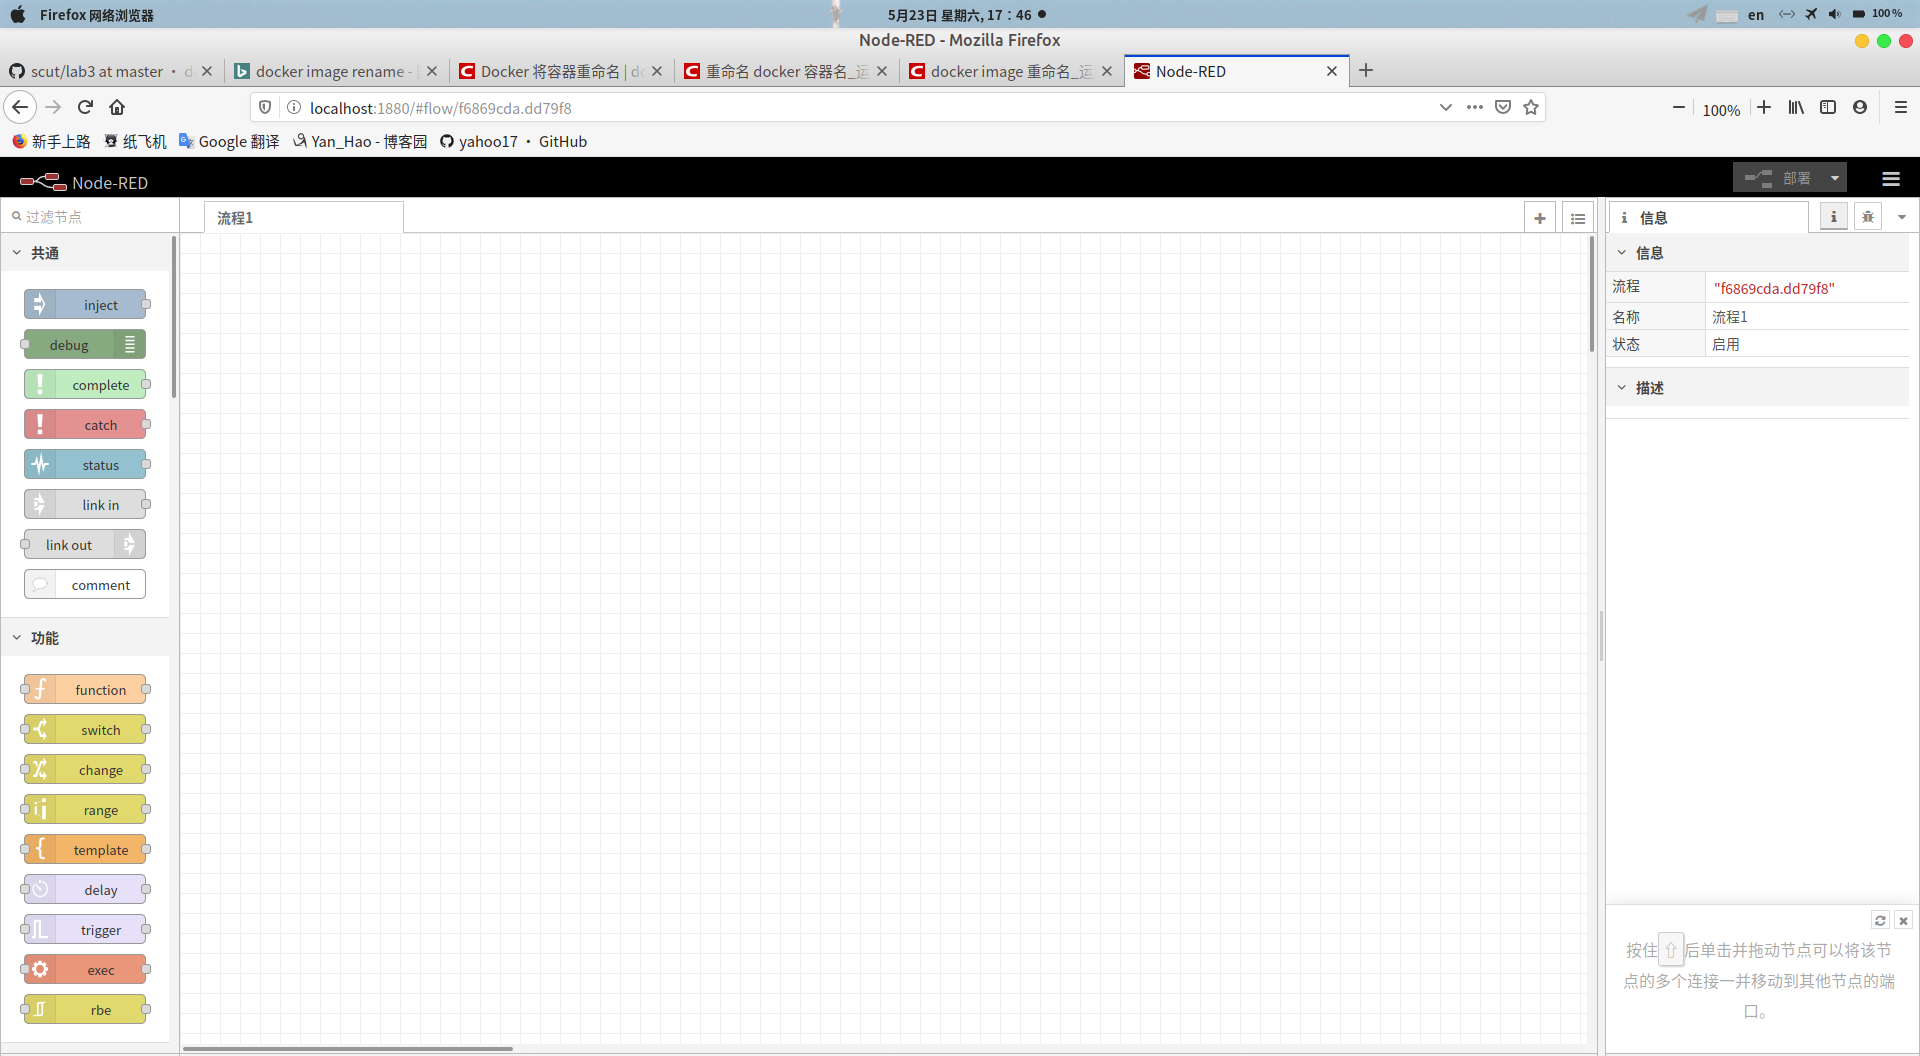 Firefox 网络浏览器
5月23日 星期六, 17：46
en
100%
Node-RED - Mozilla Firefox
scut/lab3 at master · d
docker image rename -
Docker 将容器重命名 | do
重命名 docker 容器名_运
docker image 重命名_运
Node-RED
localhost:1880/#flow/f6869cda.dd79f8
100%
新手上路
纸飞机
Google 翻译
Yan_Hao - 博客园
yahoo17 · GitHub
Node-RED
部署
过滤节点
流程1
信息
共通
inject
debug
complete
catch
status
link in
link out
comment
功能
function
switch
change
range
template
delay
trigger
exec
rbe
信息
流程 "f6869cda.dd79f8"
名称 流程1
状态 启用
描述
按住⇧后单击并拖动节点可以将该节
点的多个连接一并移动到其他节点的端
口。